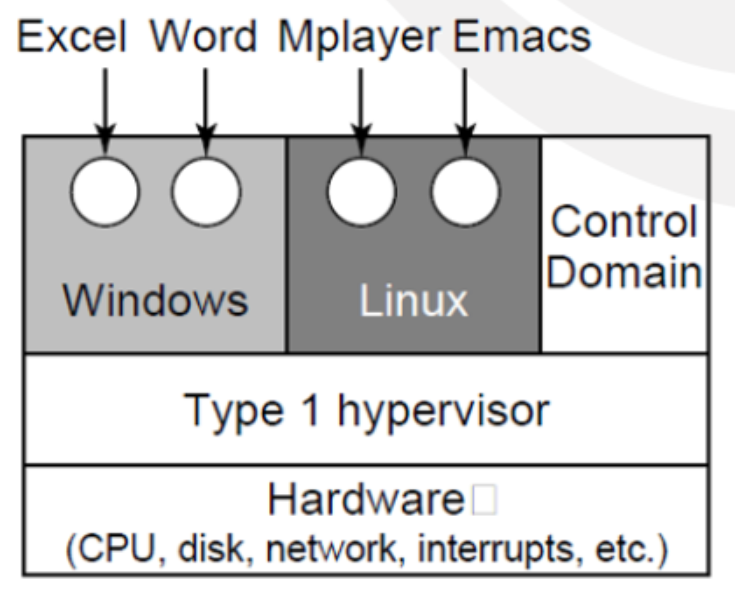 Excel Word Mplayer Emacs
Windows
Linux
Control
Domain
Type 1 hypervisor
Hardware
(CPU, disk, network, interrupts, etc.)